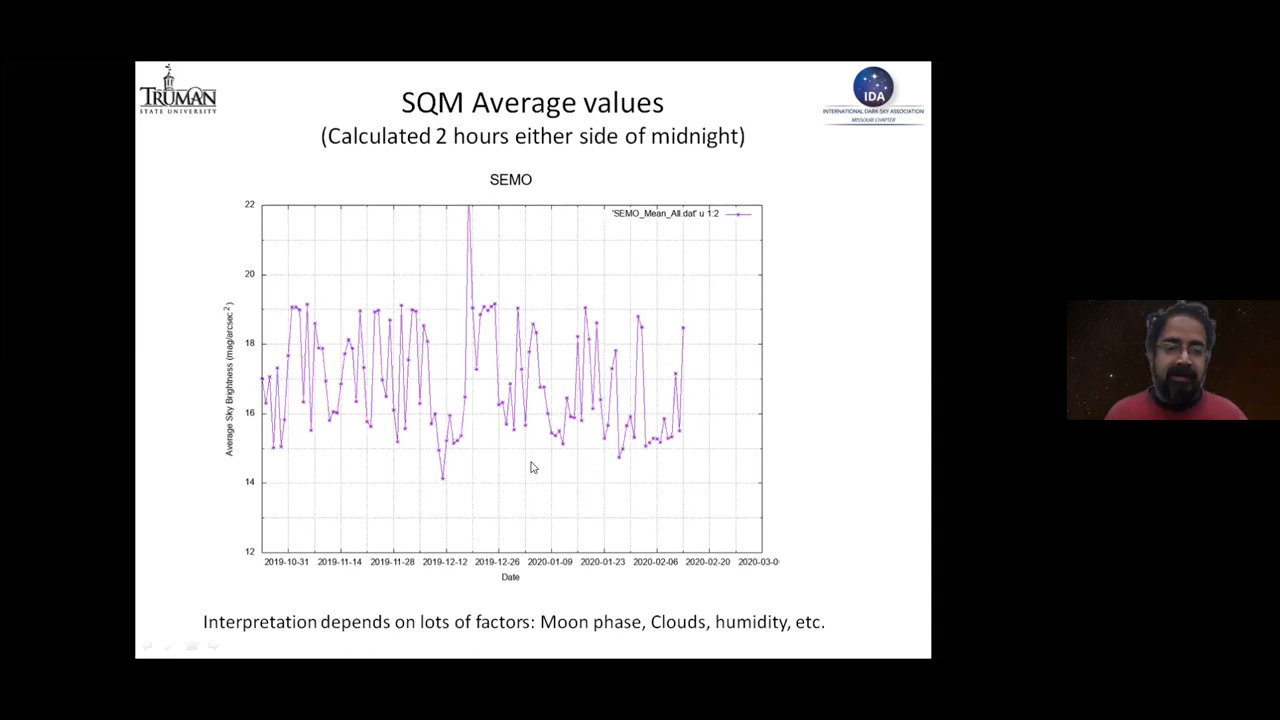 TRUMAN
STATE UNIVERSITY
SQM Average values
(Calculated 2 hours either side of midnight)
IDA
INTERNATIONAL DARK-SKY ASSOCIATION
MISSOURI CHAPTER
SEMO
'SEMO_Mean_All.dat' u 1:2
22
20
18
16
14
12
Average Sky Brightness (mag/arcsec²)
2019-10-31 2019-11-14 2019-11-28 2019-12-12 2019-12-26 2020-01-09 2020-01-23 2020-02-06 2020-02-20 2020-03-0
Date
Interpretation depends on lots of factors: Moon phase, Clouds, humidity, etc.